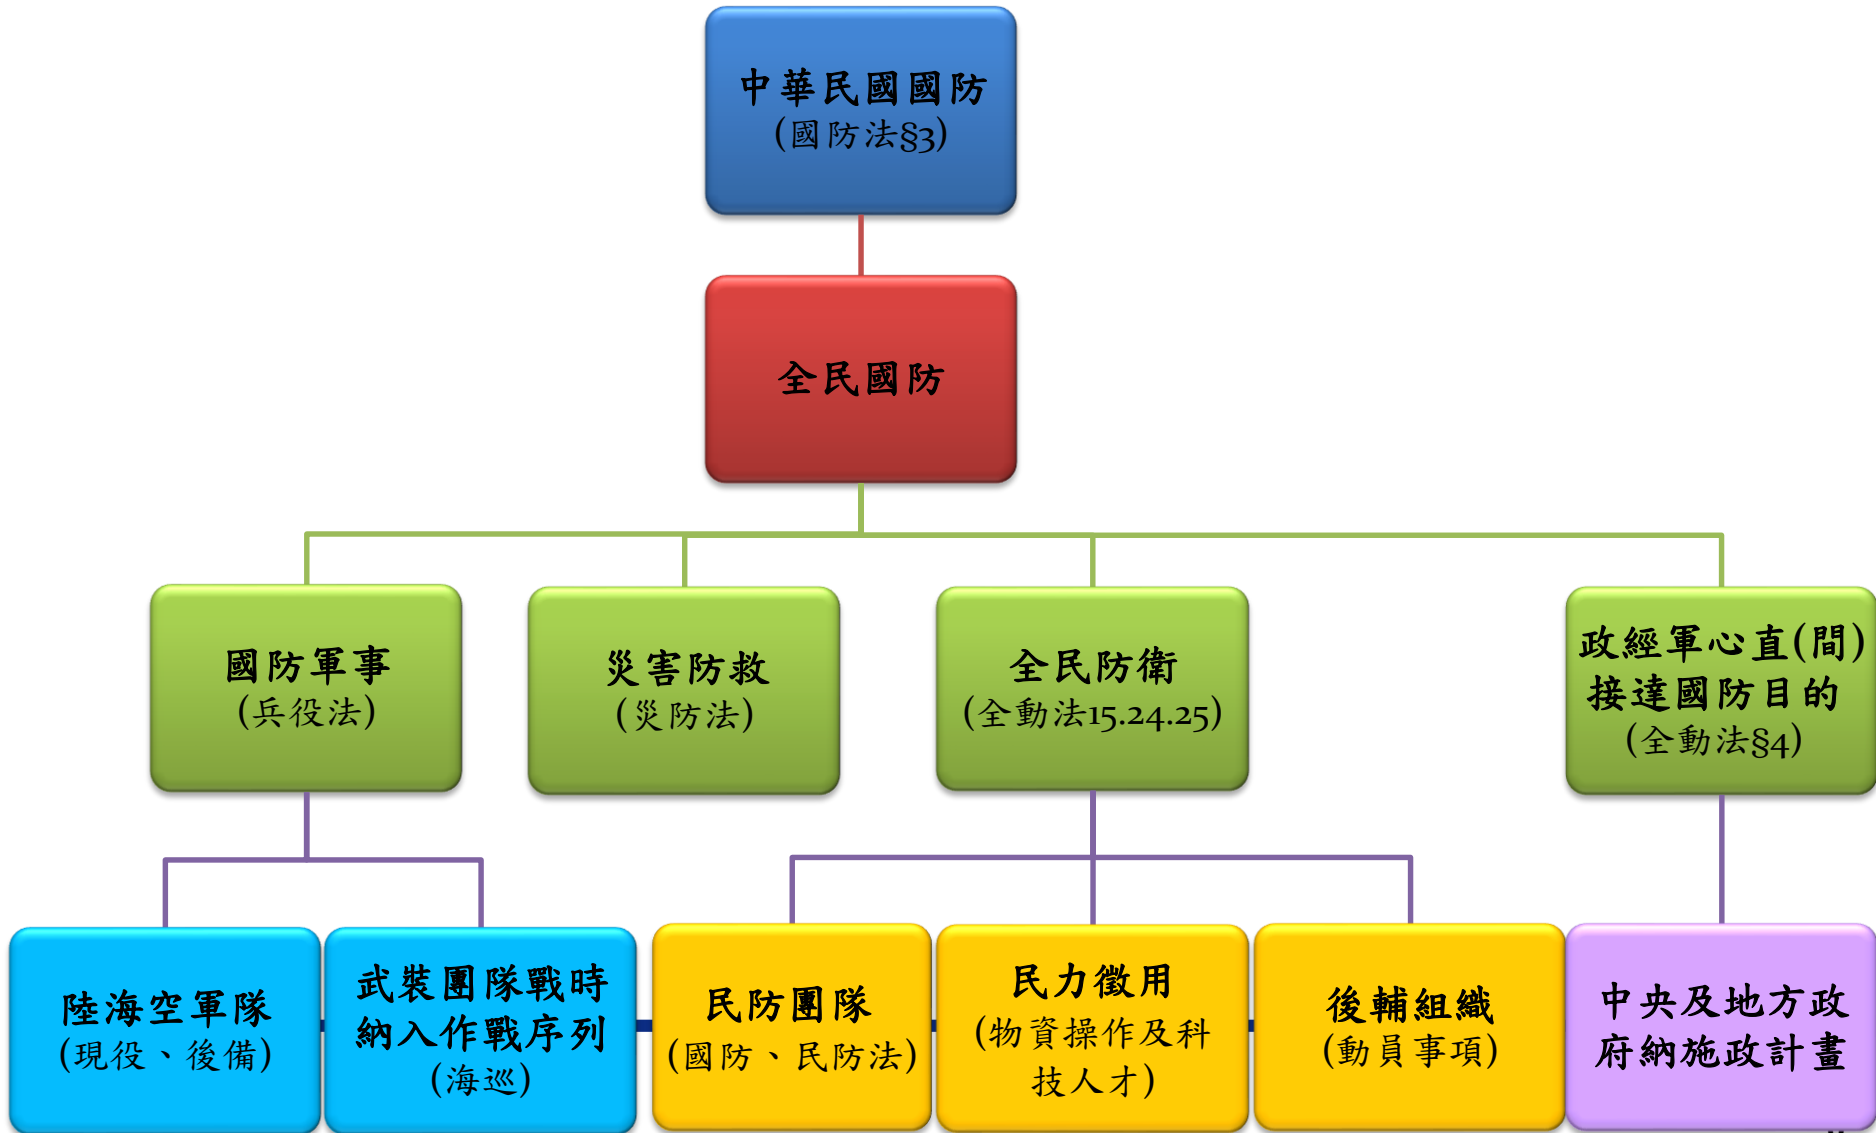 中華民國國防
(國防法§3)
全民國防
國防軍事
(兵役法)
災害防救
(災防法)
全民防衛
(全動法15.24.25)
政經軍心直(間)
接達國防目的
(全動法§4)
陸海空軍隊
(現役、後備)
武裝團隊戰時
納入作戰序列
(海巡)
民防團隊
(國防、民防法)
民力徵用
(物資操作及科
技人才)
後輔組織
(動員事項)
中央及地方政
府納施政計畫